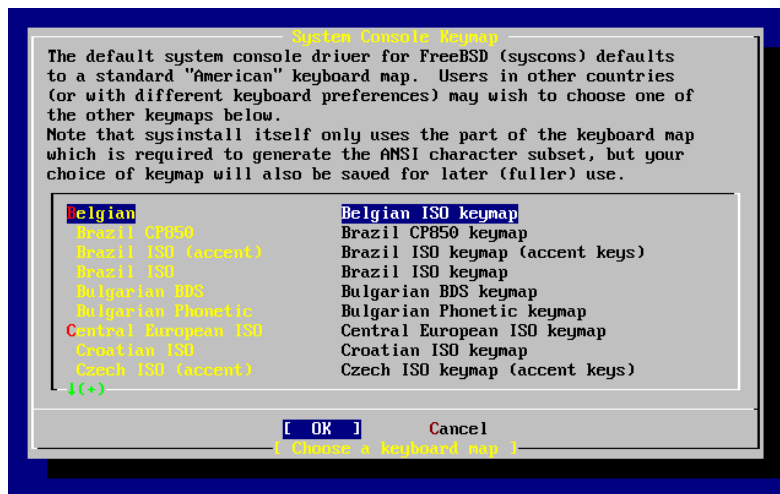 System Console Keymap
The default system console driver for FreeBSD (syscons) defaults
to a standard "American" keyboard map.  Users in other countries
(or with different keyboard preferences) may wish to choose one of
the other keymaps below.
Note that sysinstall itself only uses the part of the keyboard map
which is required to generate the ANSI character subset, but your
choice of keymap will also be saved for later (fuller) use.
Belgian Belgian ISO keymap
Brazil CP850 Brazil CP850 keymap
Brazil ISO (accent) Brazil ISO keymap (accent keys)
Brazil ISO Brazil ISO keymap
Bulgarian BDS Bulgarian BDS keymap
Bulgarian Phonetic Bulgarian Phonetic keymap
Central European ISO Central European ISO keymap
Croatian ISO Croatian ISO keymap
Czech ISO (accent) Czech ISO keymap (accent keys)
↓(+)
[ OK ] Cancel
[ Choose a keyboard map ]